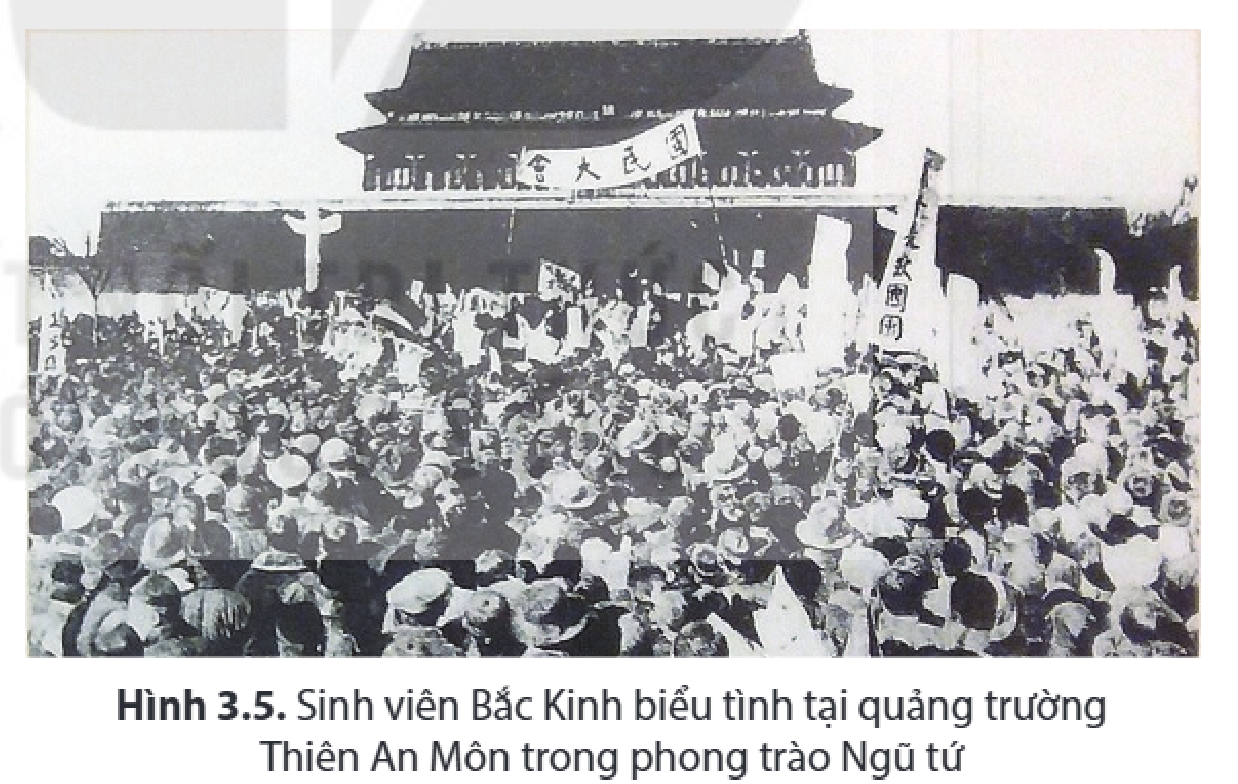 國民大會
Hình 3.5. Sinh viên Bắc Kinh biểu tình tại quảng trường
Thiên An Môn trong phong trào Ngũ tứ